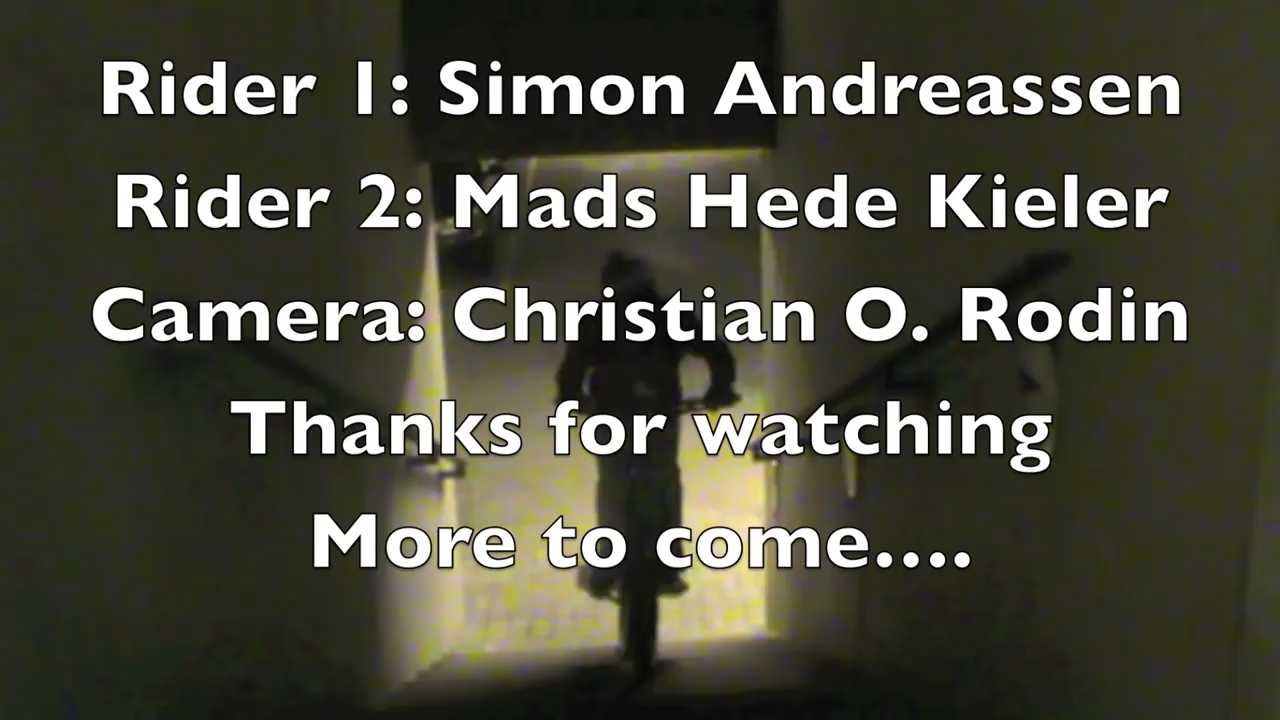 Rider 1: Simon Andreassen
Rider 2: Mads Hede Kieler
Camera: Christian O. Rodin
Thanks for watching
More to come....